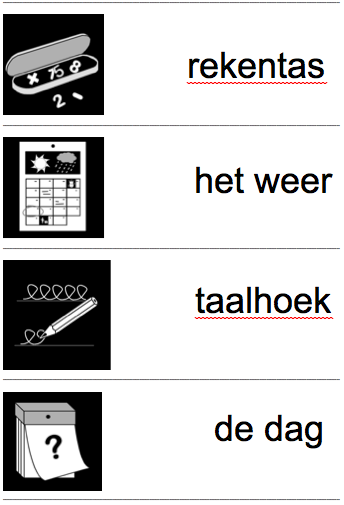 rekentas
het weer
taalhoek
?
de dag